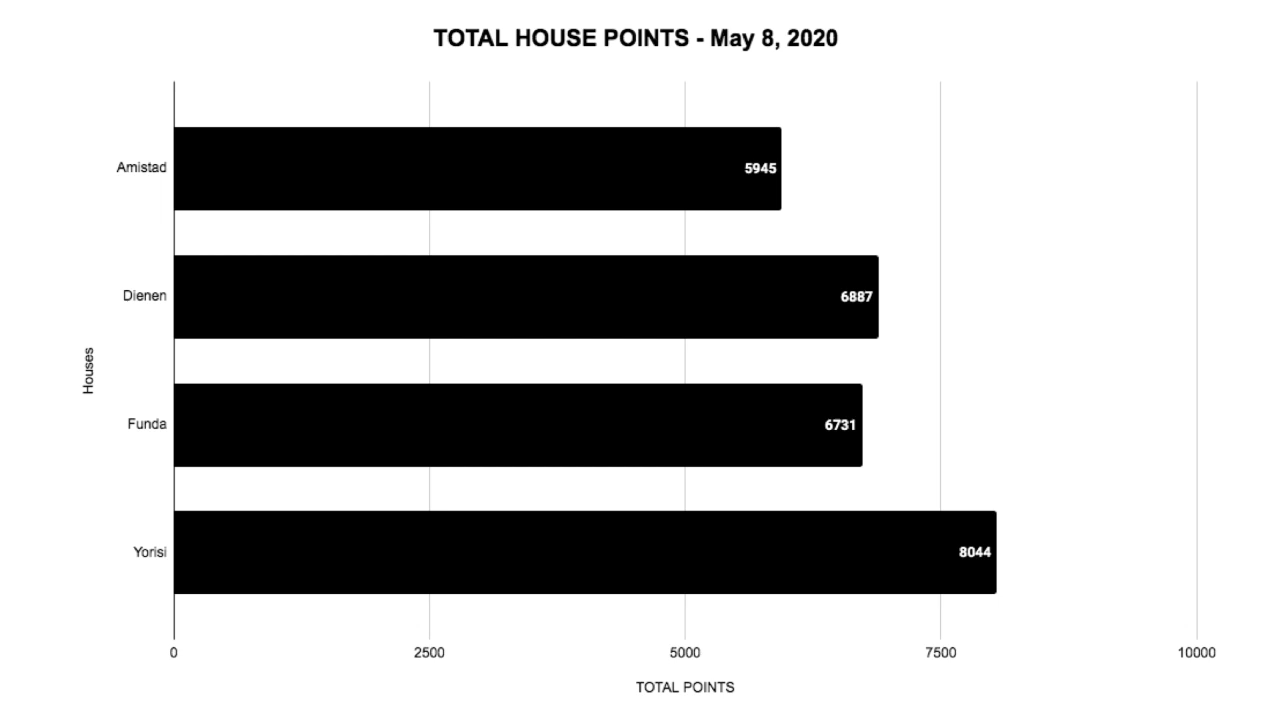 TOTAL HOUSE POINTS - May 8, 2020
Houses
Amistad
5945
Dienen
6887
Funda
6731
Yorisi
8044
0
2500
5000
7500
10000
TOTAL POINTS